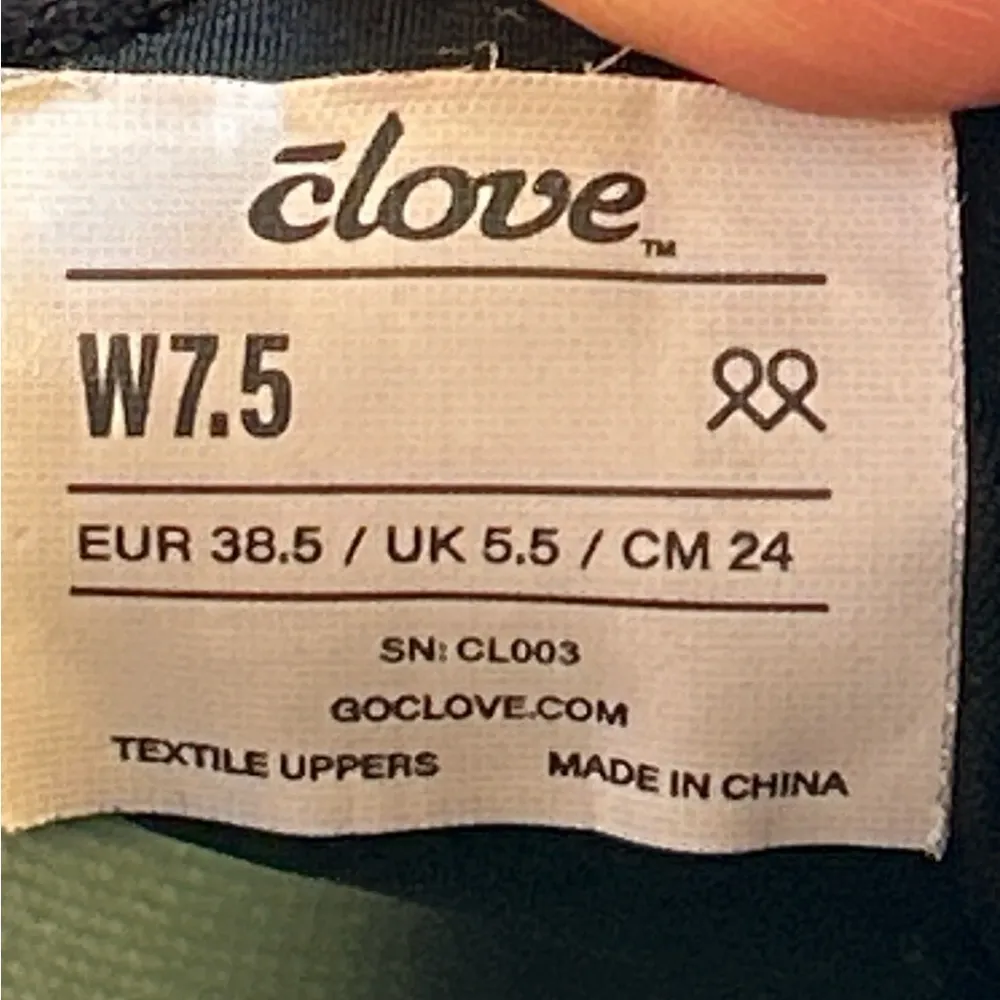 clove™
W7.5
EUR 38.5 / UK 5.5 / CM 24
SN: CL003
GOCLOVE.COM
TEXTILE UPPERS MADE IN CHINA